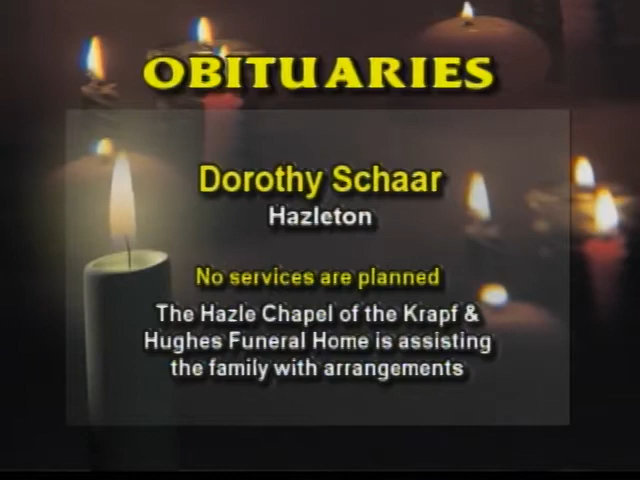 OBITUARIES
Dorothy Schaar
Hazleton
No services are planned
The Hazle Chapel of the Krapf &
Hughes Funeral Home is assisting
the family with arrangements